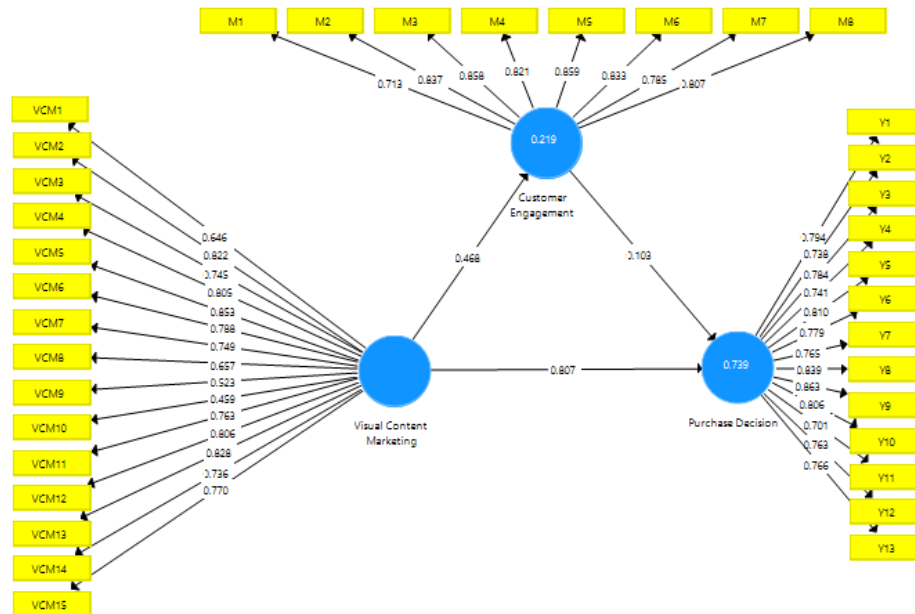 M1 M2 M3 M4 M5 M6 M7 M8
0.713 0.837 0.858 0.821 0.859 0.833 0.785 0.807
0.219
Customer
Engagement
VCM1
VCM2
VCM3
VCM4
VCM5
VCM6
VCM7
VCM8
VCM9
VCM10
VCM11
VCM12
VCM13
VCM14
VCM15
0.646
0.822
0.745
0.805
0.853
0.788
0.749
0.657
0.523
0.459
0.763
0.806
0.828
0.736
0.770
0.468
0.103
0.807
Visual Content
Marketing
0.739
Purchase Decision
0.794
0.738
0.784
0.741
0.810
0.779
0.765
0.839
0.863
0.806
0.701
0.763
0.766
Y1
Y2
Y3
Y4
Y5
Y6
Y7
Y8
Y9
Y10
Y11
Y12
Y13